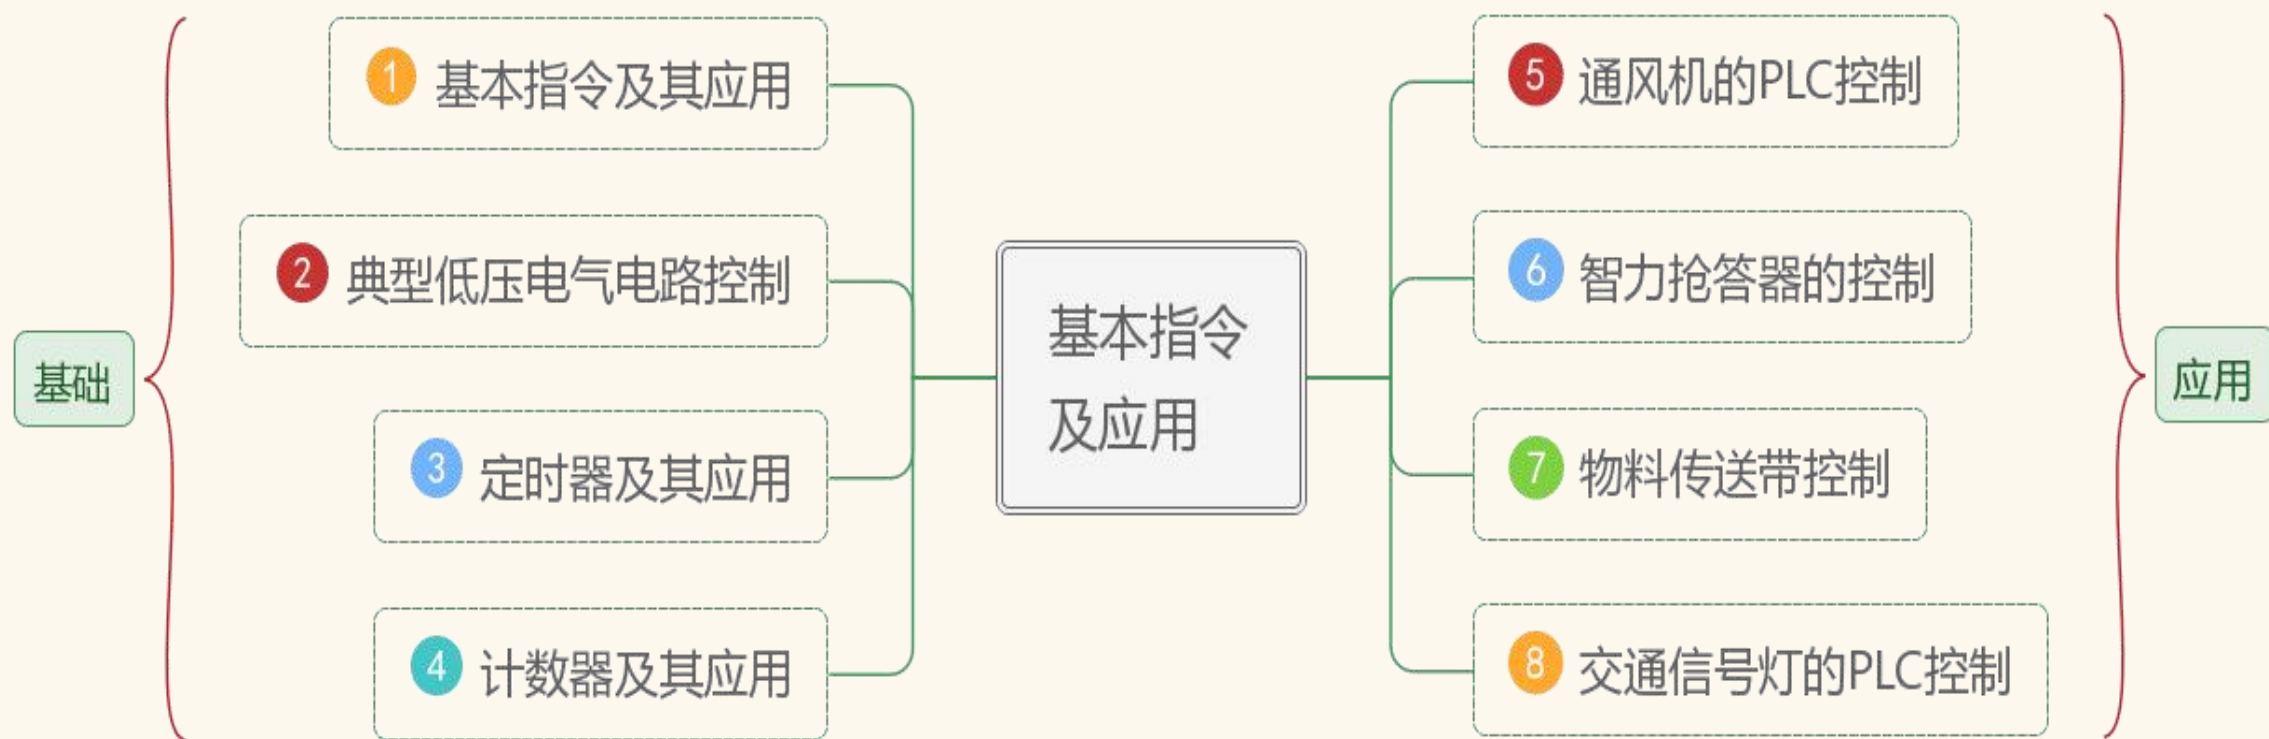 基础
1 基本指令及其应用
2 典型低压电气电路控制
3 定时器及其应用
4 计数器及其应用
基本指令
及应用
5 通风机的PLC控制
6 智力抢答器的控制
7 物料传送带控制
8 交通信号灯的PLC控制
应用